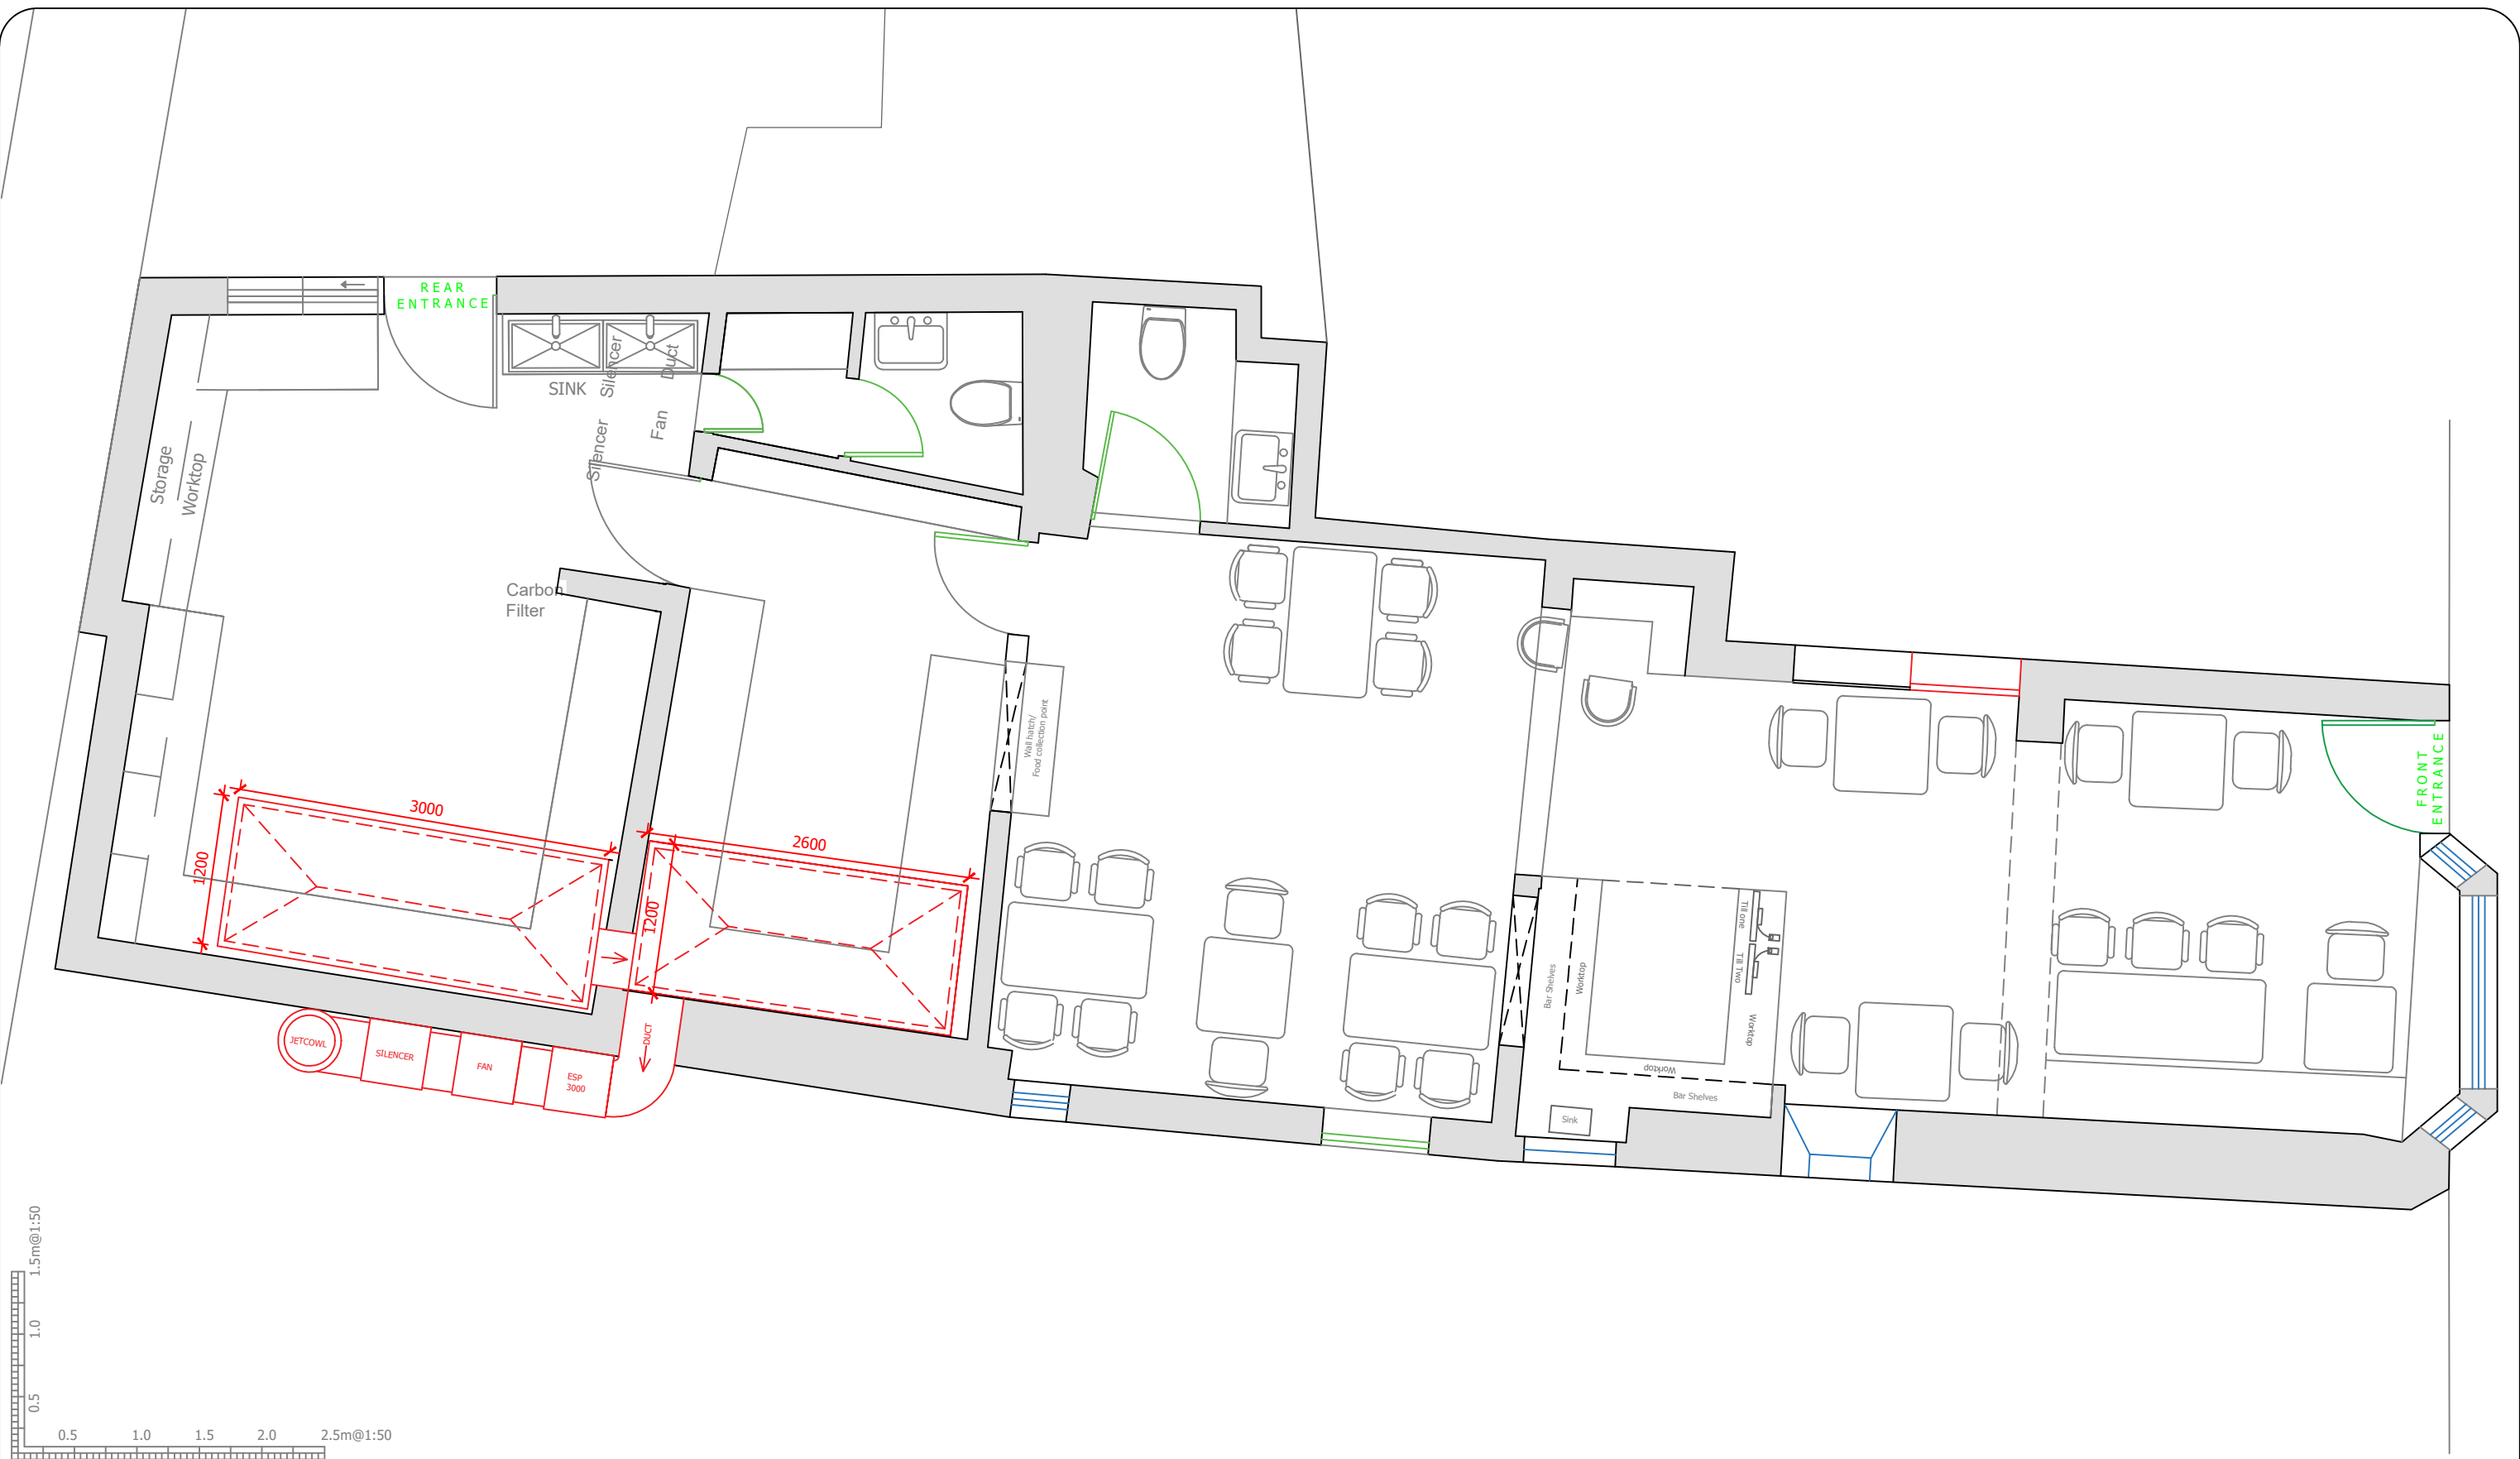 REAR
ENTRANCE
SINK
Silencer
Duct
Silencer
Fan
Storage
Worktop
Carbon
Filter
Wall hatch/
Food collection point
3000
1200
2600
1200
JETCOWL
SILENCER
FAN
ESP
3000
DUCT
Bar Shelves
Worktop
Till one
Till Two
Worktop
Worktop
Bar Shelves
Sink
FRONT
ENTRANCE
1.5m@1:50
1.0
0.5
0.5
1.0
1.5
2.0
2.5m@1:50